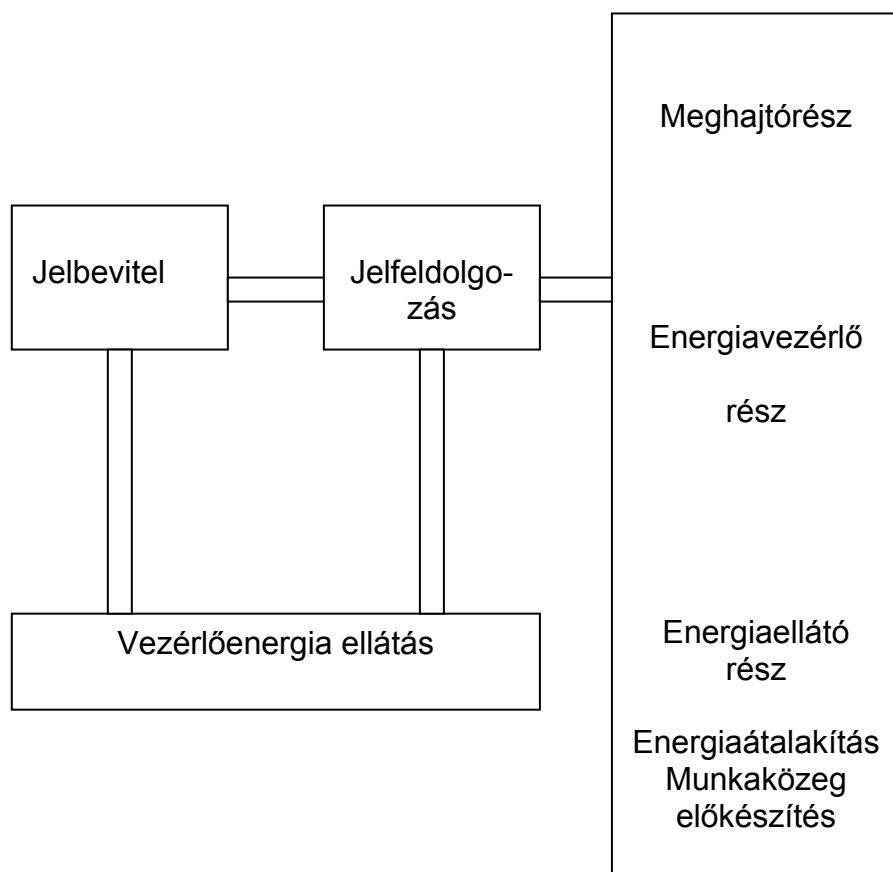 Meghajtórész
Jelbevitel
Jelfeldolgo-
zás
Energiavezérlő
rész
Vezérlőenergia ellátás
Energiaellátó
rész
Energiaátalakítás
Munkaközeg
előkészítés